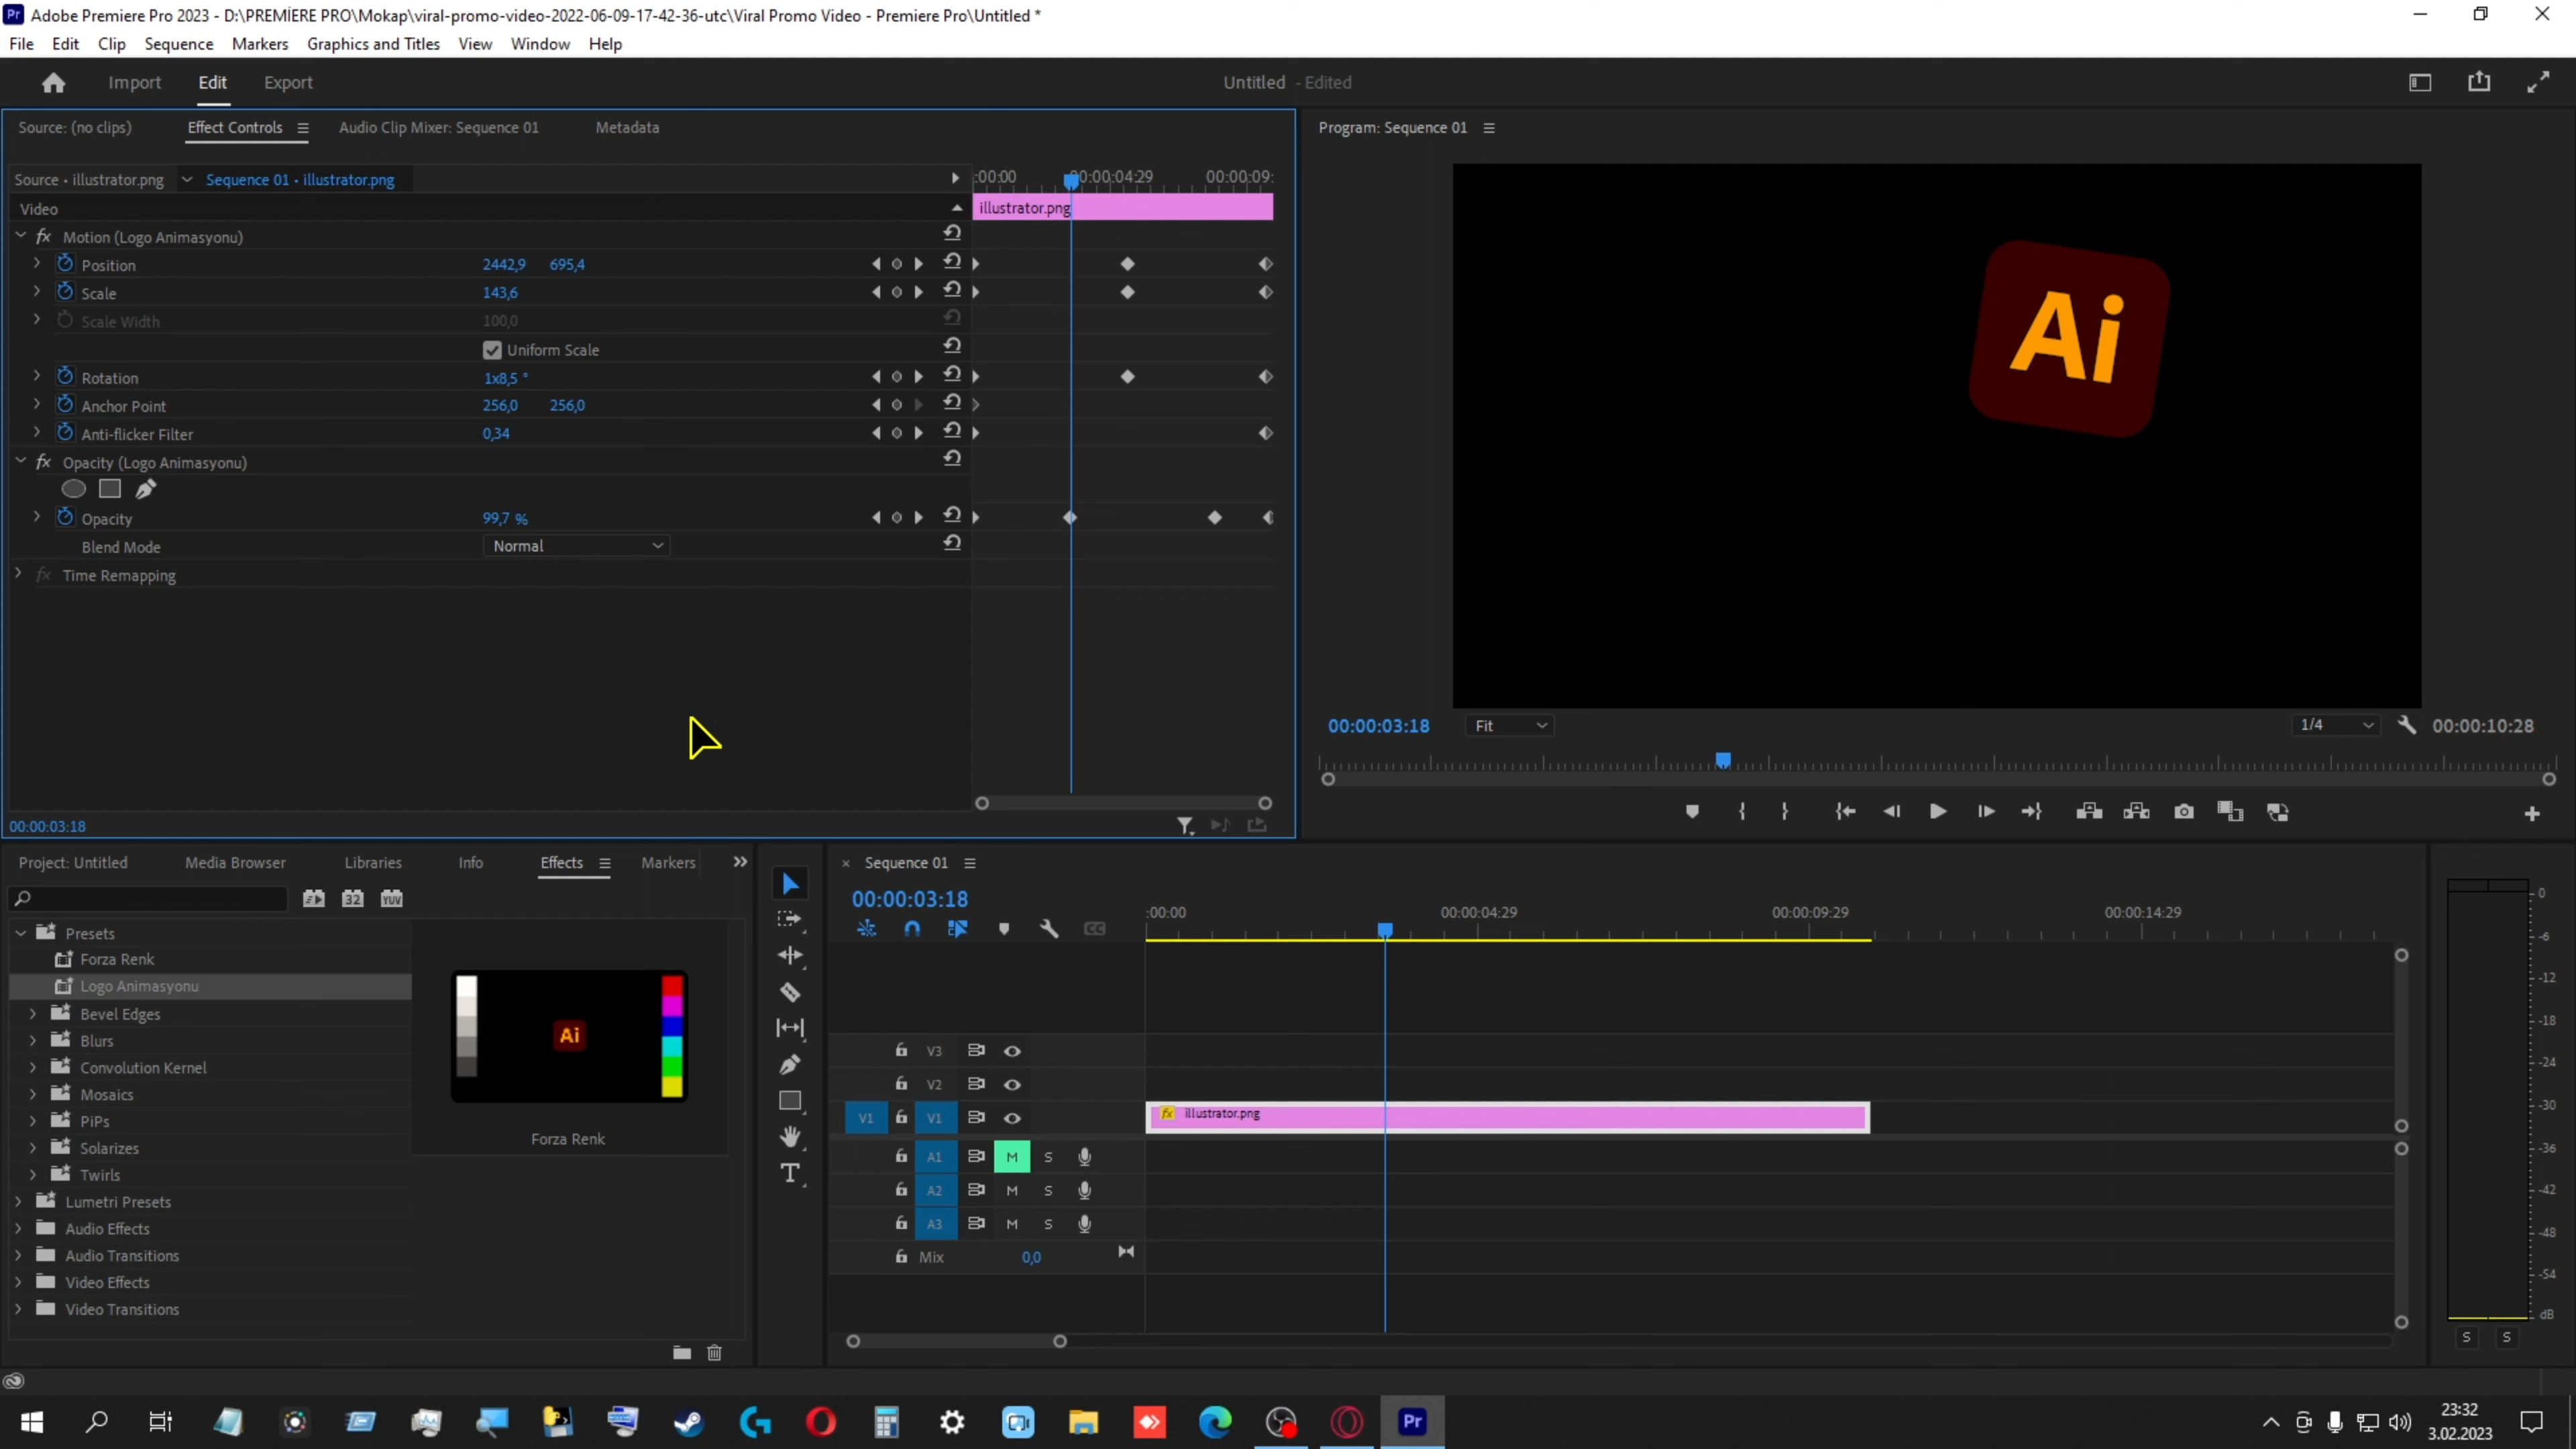 Adobe Premiere Pro 2023 - D:\PREMİERE PRO\Mokap\viral-promo-video-2022-06-09-17-42-36-utc\Viral Promo Video - Premiere Pro\Untitled *
File Edit Clip Sequence Markers Graphics and Titles View Window Help
Import Edit Export
Untitled - Edited
Source: (no clips) Effect Controls Audio Clip Mixer: Sequence 01 Metadata
Program: Sequence 01
Source • illustrator.png Sequence 01 • illustrator.png
:00:00 00:00:04:29 00:00:09:
Video
illustrator.png
fx Motion (Logo Animasyonu)
Position 2442,9 695,4
Scale 143,6
Scale Width 100,0
Uniform Scale
Rotation 1x8,5 °
Anchor Point 256,0 256,0
Anti-flicker Filter 0,34
fx Opacity (Logo Animasyonu)
Opacity 99,7 %
Blend Mode Normal
fx Time Remapping
Ai
00:00:03:18 Fit 1/4 00:00:10:28
00:00:03:18
Project: Untitled Media Browser Libraries Info Effects Markers
32 YUV
Presets
Forza Renk
Logo Animasyonu
Bevel Edges
Blurs
Convolution Kernel
Mosaics
PiPs
Solarizes
Twirls
Lumetri Presets
Audio Effects
Audio Transitions
Video Effects
Video Transitions
Ai
Forza Renk
Sequence 01
00:00:03:18
:00:00 00:00:04:29 00:00:09:29 00:00:14:29
CC
V3
V2
V1 V1 fx illustrator.png
A1 M S
A2 M S
A3 M S
Mix 0,0
0
-6
-12
-18
-24
-30
-36
-42
-48
-54
dB
S S
Pr
23:32
3.02.2023